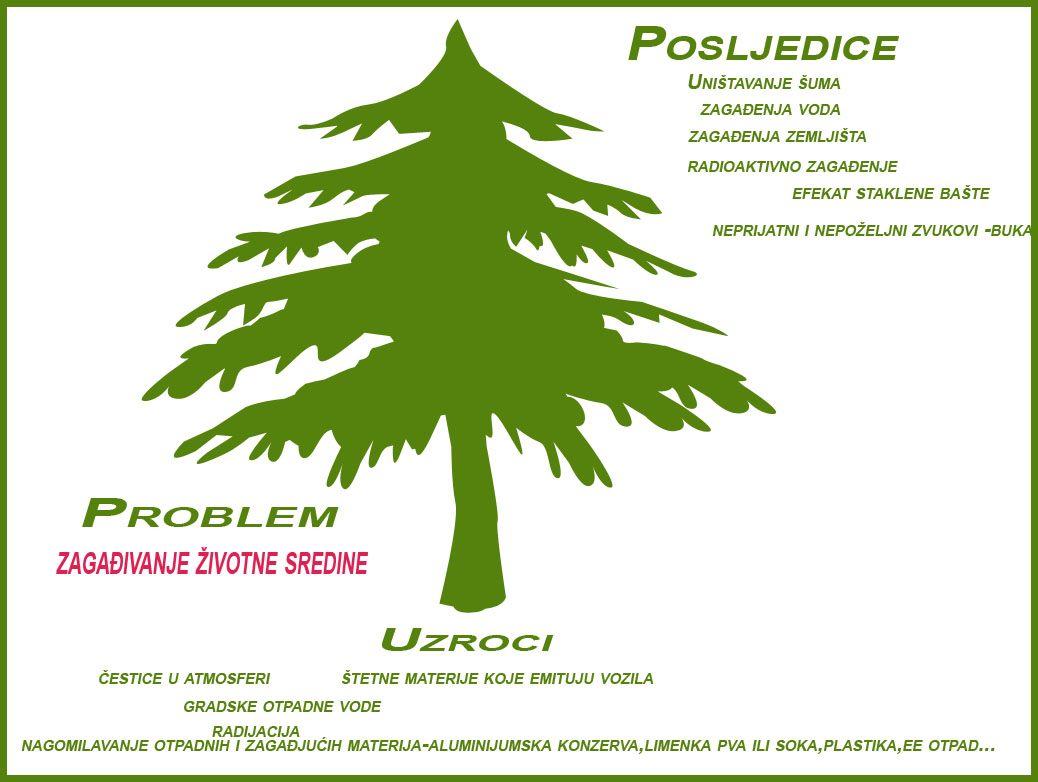 Posljedice
Uništavanje šuma
zagađenja voda
zagađenja zemljišta
radioaktivno zagađenje
efekat staklene bašte
neprijatni i nepoželjni zvukovi -buka
Problem
ZAGAĐIVANJE ŽIVOTNE SREDINE
Uzroci
čestice u atmosferi štetne materije koje emituju vozila
gradske otpadne vode
radijacija
nagomilavanje otpadnih i zagadjućih materija-aluminijumska konzerva,limenka pva ili soka,plastika,ee otpad...